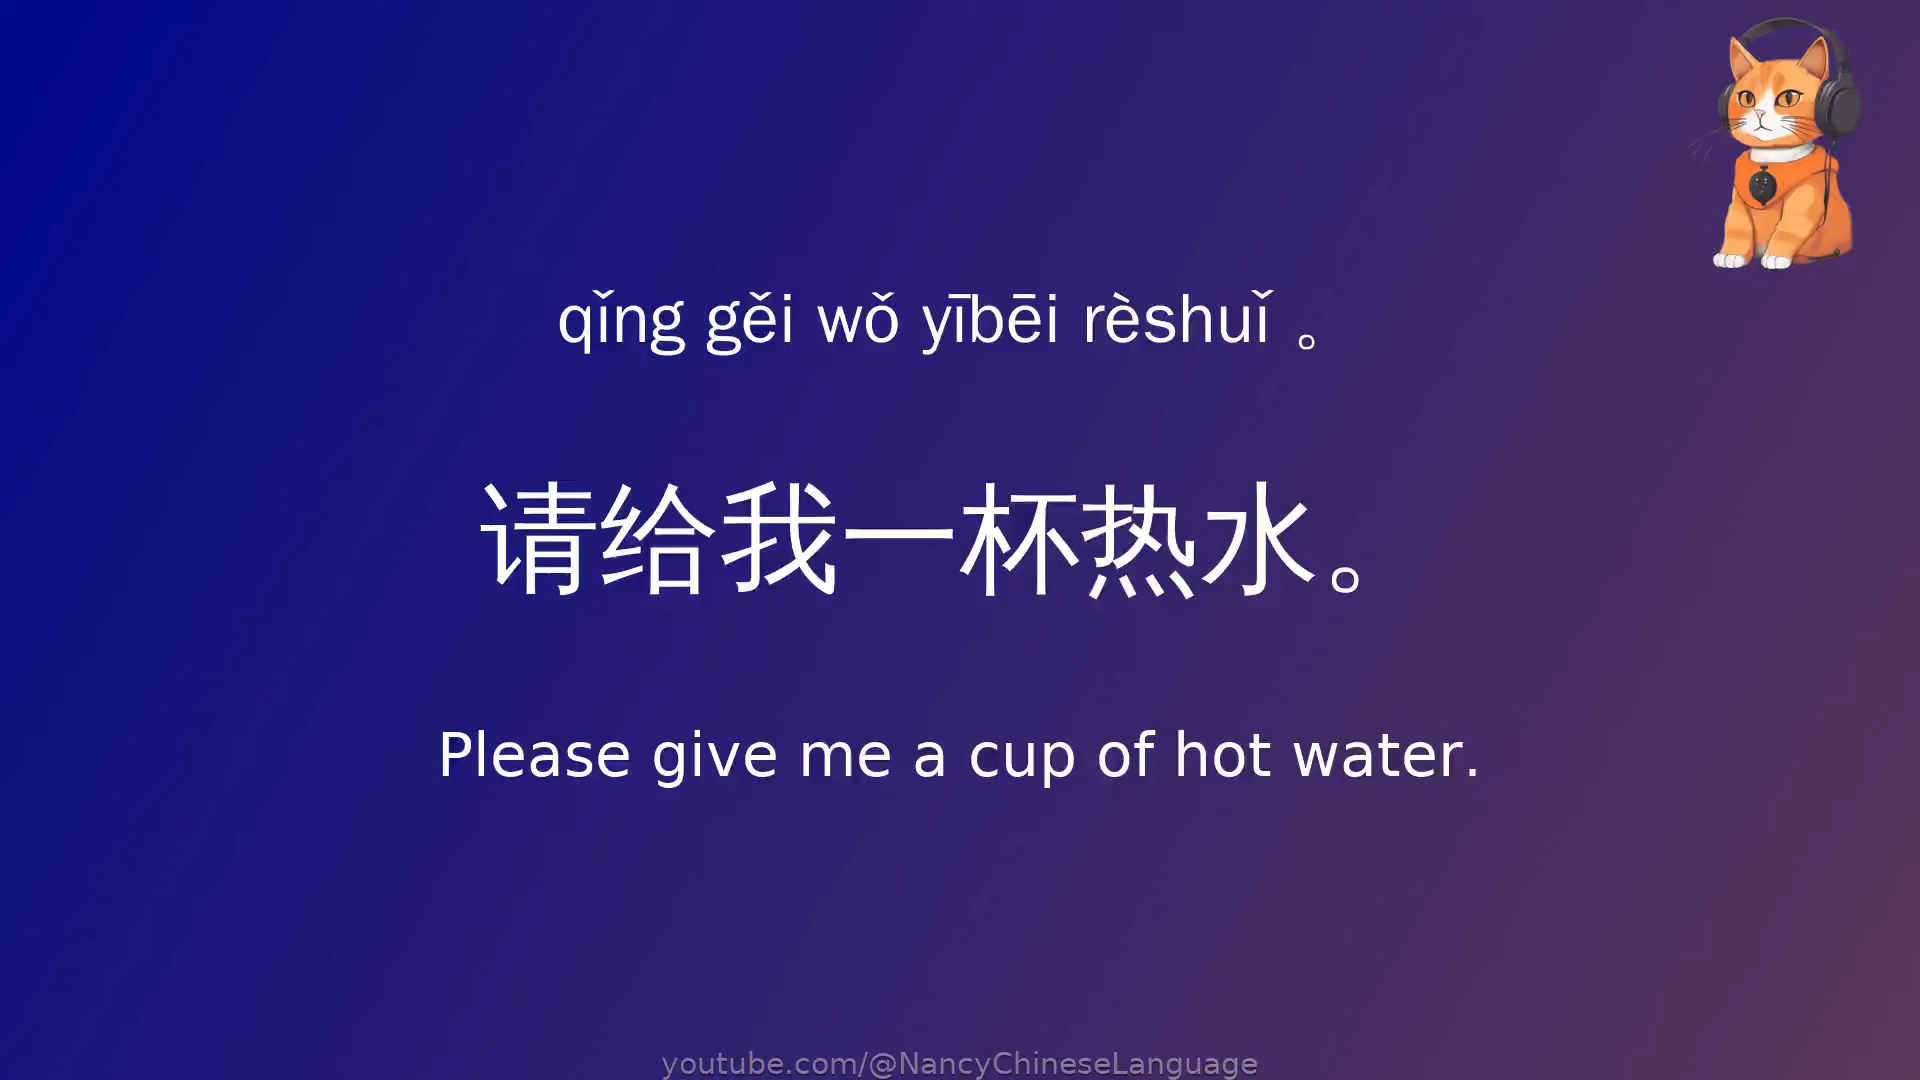 qǐng gěi wǒ yībēi rèshuǐ 。
请给我一杯热水。
Please give me a cup of hot water.
youtube.com/@NancyChineseLanguage